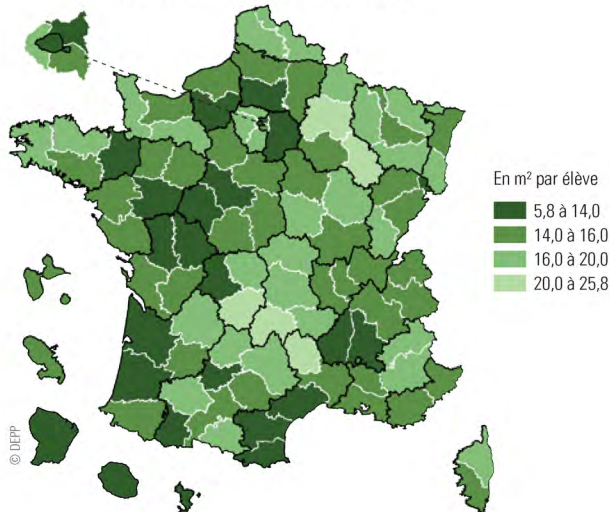 En m² par élève
5,8 à 14,0
14,0 à 16,0
16,0 à 20,0
20,0 à 25,8
© DEPP